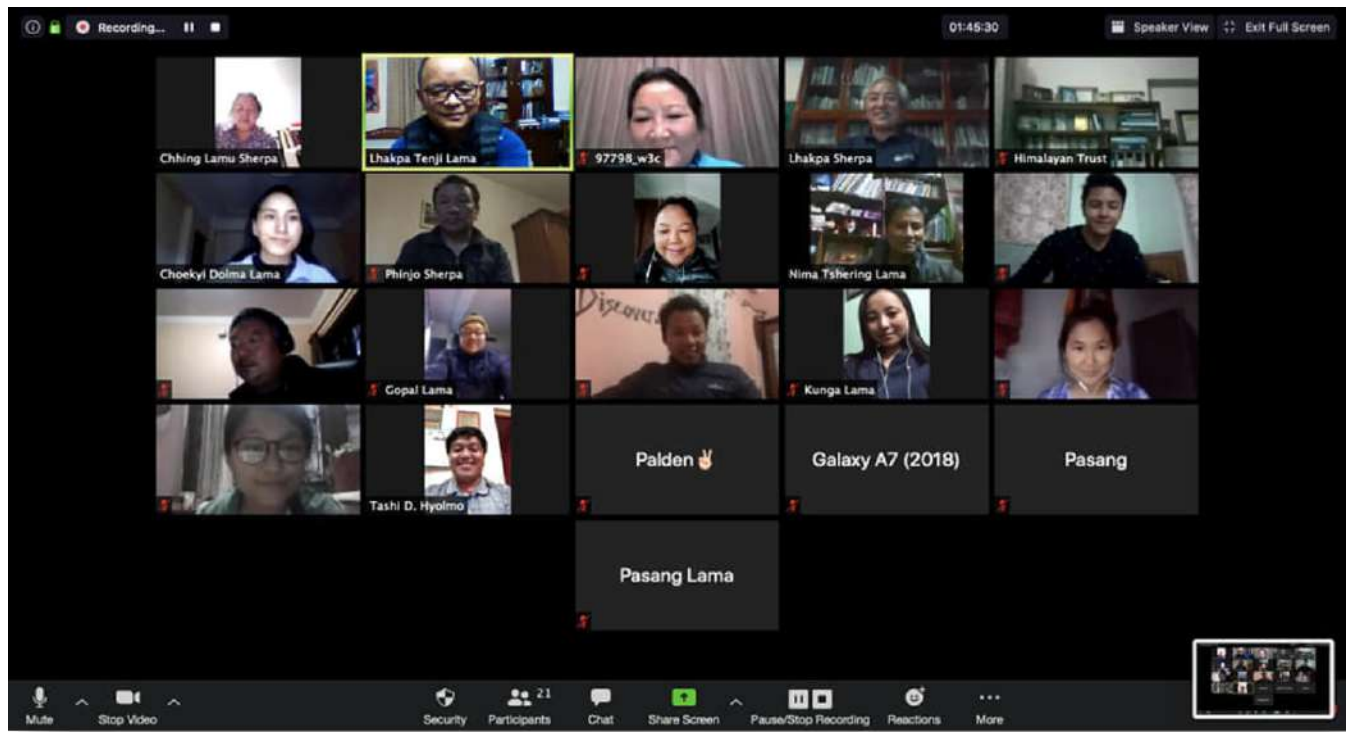 Recording...
01:45:30
Speaker View
Exit Full Screen
Chhing Lamu Sherpa
Lhakpa Tenji Lama
97798_w3c
Lhakpa Sherpa
Himalayan Trust
Choekyi Dolma Lama
Phinjo Sherpa
Nima Tshering Lama
Gopal Lama
Discover
Kunga Lama
Tashi D. Hyolmo
Palden✌🏻
Galaxy A7 (2018)
Pasang
Pasang Lama
Mute
Stop Video
Security
Participants
21
Chat
Share Screen
Pause/Stop Recording
Reactions
More